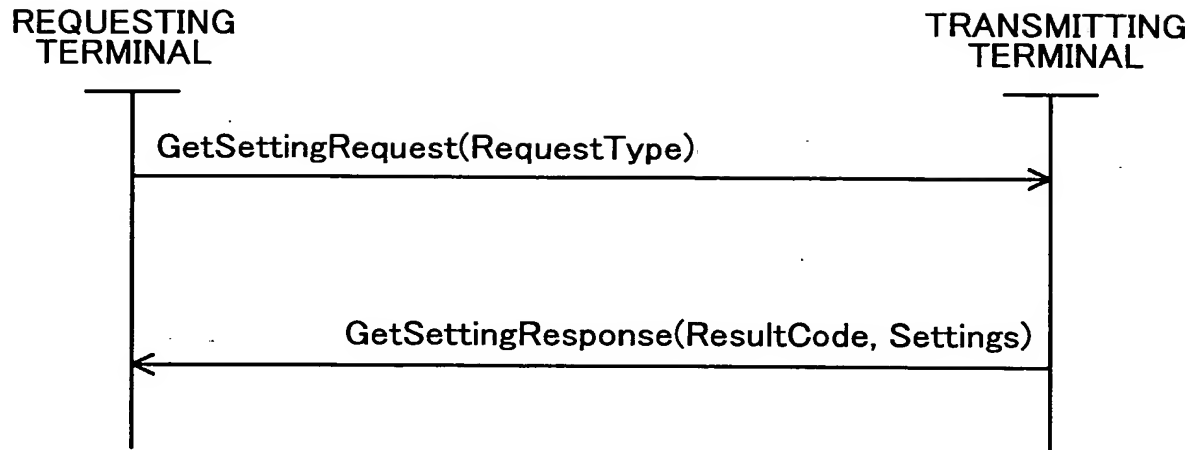 REQUESTING
TERMINAL
TRANSMITTING
TERMINAL
GetSettingRequest(RequestType)
GetSettingResponse(ResultCode, Settings)